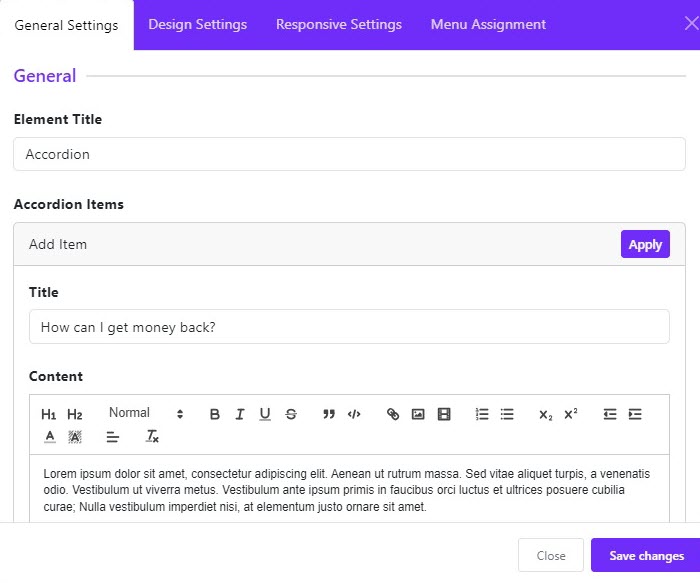 General Settings Design Settings Responsive Settings Menu Assignment
General
Element Title
Accordion
Accordion Items
Add Item Apply
Title
How can I get money back?
Content
H1 H2 Normal B I U S x2 x2
A A Tx
Lorem ipsum dolor sit amet, consectetur adipiscing elit. Aenean ut rutrum massa. Sed vitae aliquet turpis, a venenatis
odio. Vestibulum ut viverra metus. Vestibulum ante ipsum primis in faucibus orci luctus et ultrices posuere cubilia
curae; Nulla vestibulum imperdiet nisi, at elementum justo ornare sit amet.
Close Save changes